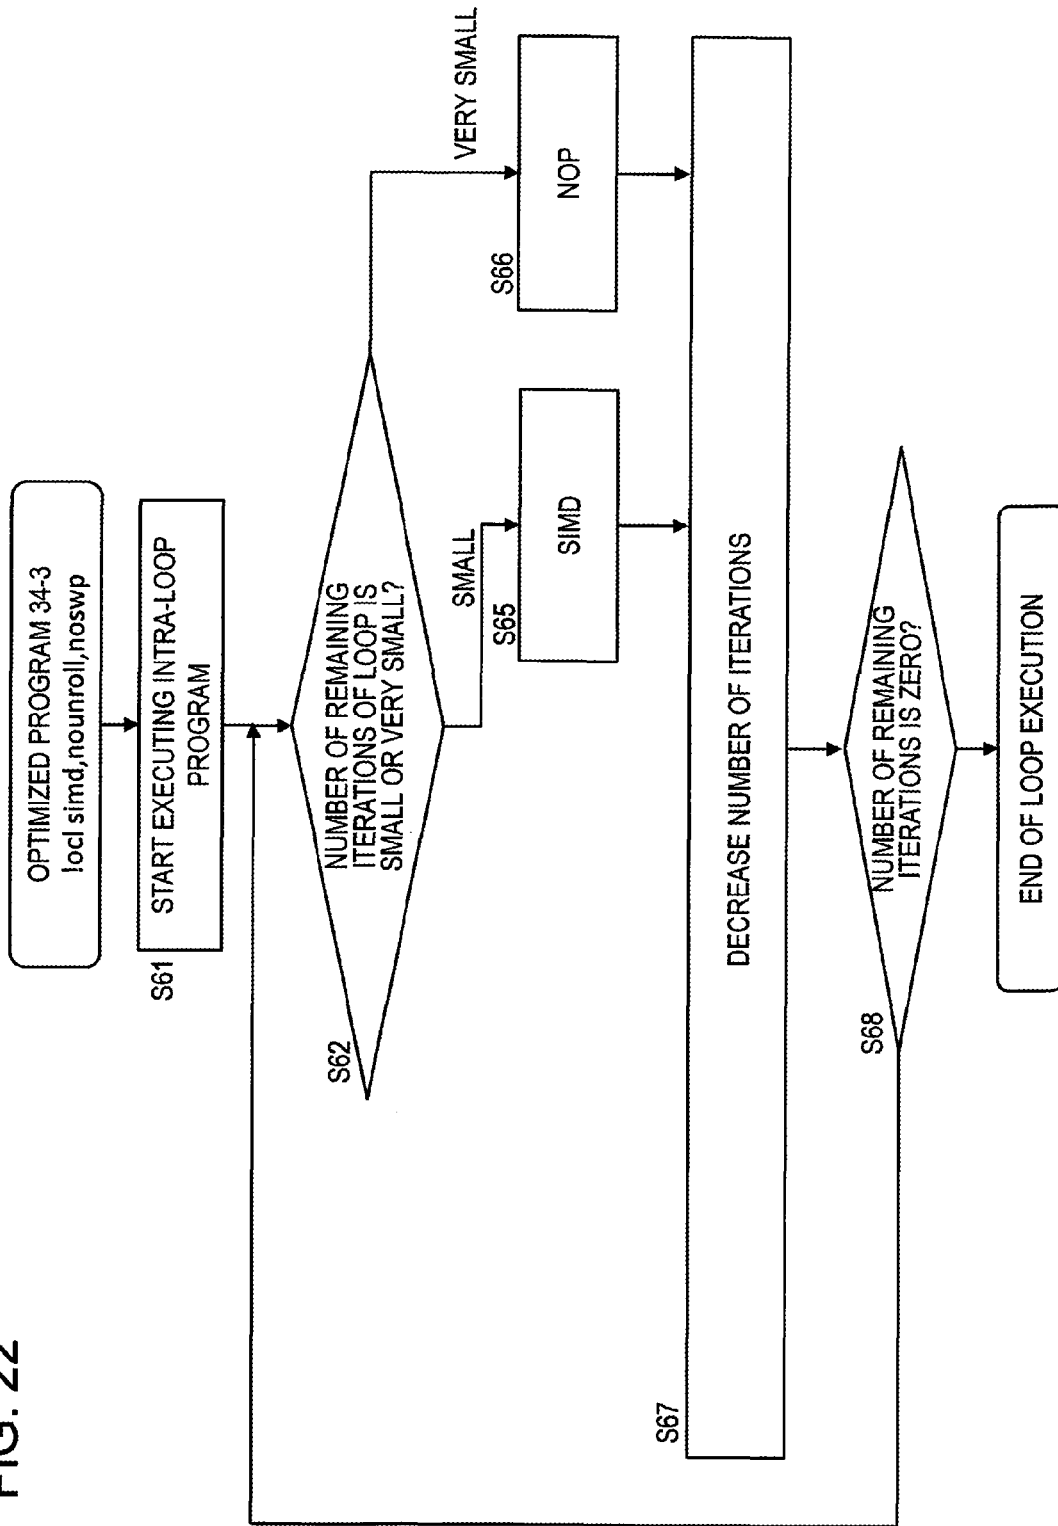 FIG. 22
OPTIMIZED PROGRAM 34-3
!ocl simd,nounroll,noswp
S61
START EXECUTING INTRA-LOOP
PROGRAM
S62
NUMBER OF REMAINING
ITERATIONS OF LOOP IS
SMALL OR VERY SMALL?
SMALL
VERY SMALL
S65
SIMD
S66
NOP
S67
DECREASE NUMBER OF ITERATIONS
S68
NUMBER OF REMAINING
ITERATIONS IS ZERO?
END OF LOOP EXECUTION